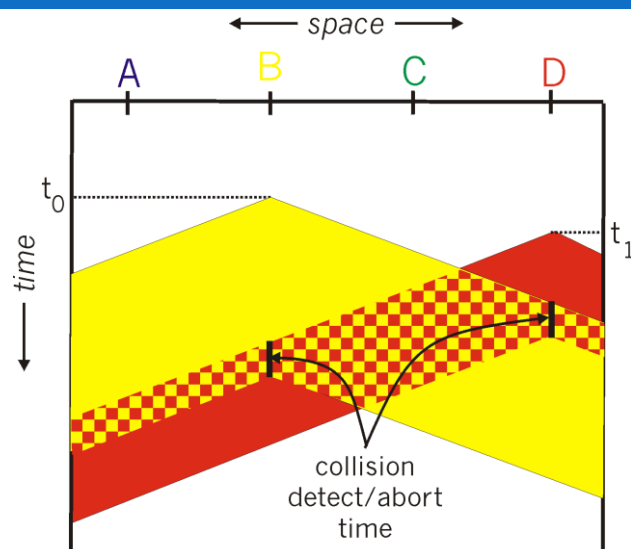 space
A B C D
t0
t1
time
collision
detect/abort
time